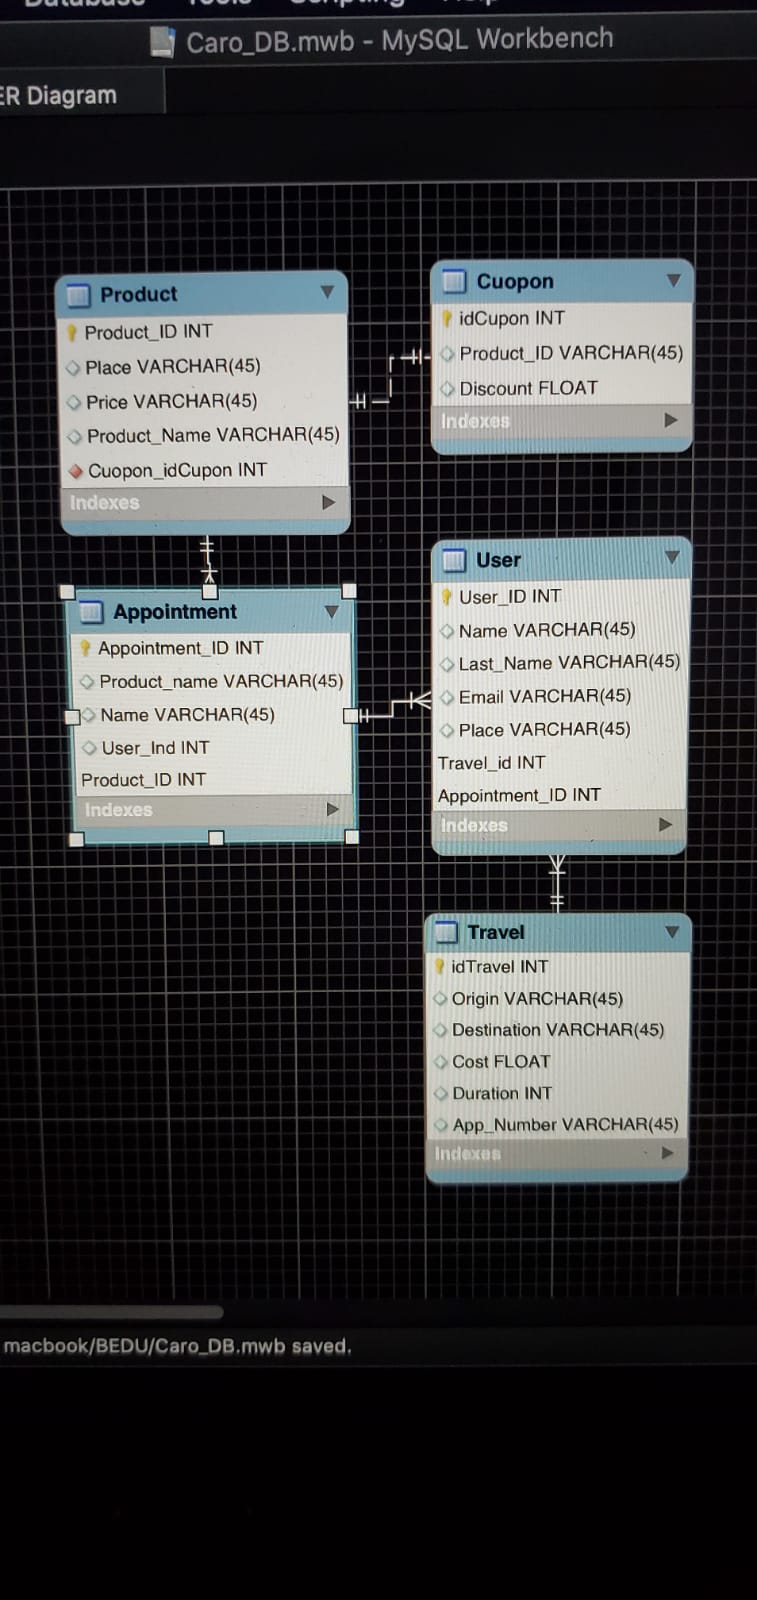 Caro_DB.mwb - MySQL Workbench
ER Diagram
Product
Product_ID INT
Place VARCHAR(45)
Price VARCHAR(45)
Product_Name VARCHAR(45)
Cuopon_idCupon INT
Indexes
Cuopon
idCupon INT
Product_ID VARCHAR(45)
Discount FLOAT
Indexes
Appointment
Appointment_ID INT
Product_name VARCHAR(45)
Name VARCHAR(45)
User_Ind INT
Product_ID INT
Indexes
User
User_ID INT
Name VARCHAR(45)
Last_Name VARCHAR(45)
Email VARCHAR(45)
Place VARCHAR(45)
Travel_id INT
Appointment_ID INT
Indexes
Travel
idTravel INT
Origin VARCHAR(45)
Destination VARCHAR(45)
Cost FLOAT
Duration INT
App_Number VARCHAR(45)
Indexes
macbook/BEDU/Caro_DB.mwb saved.